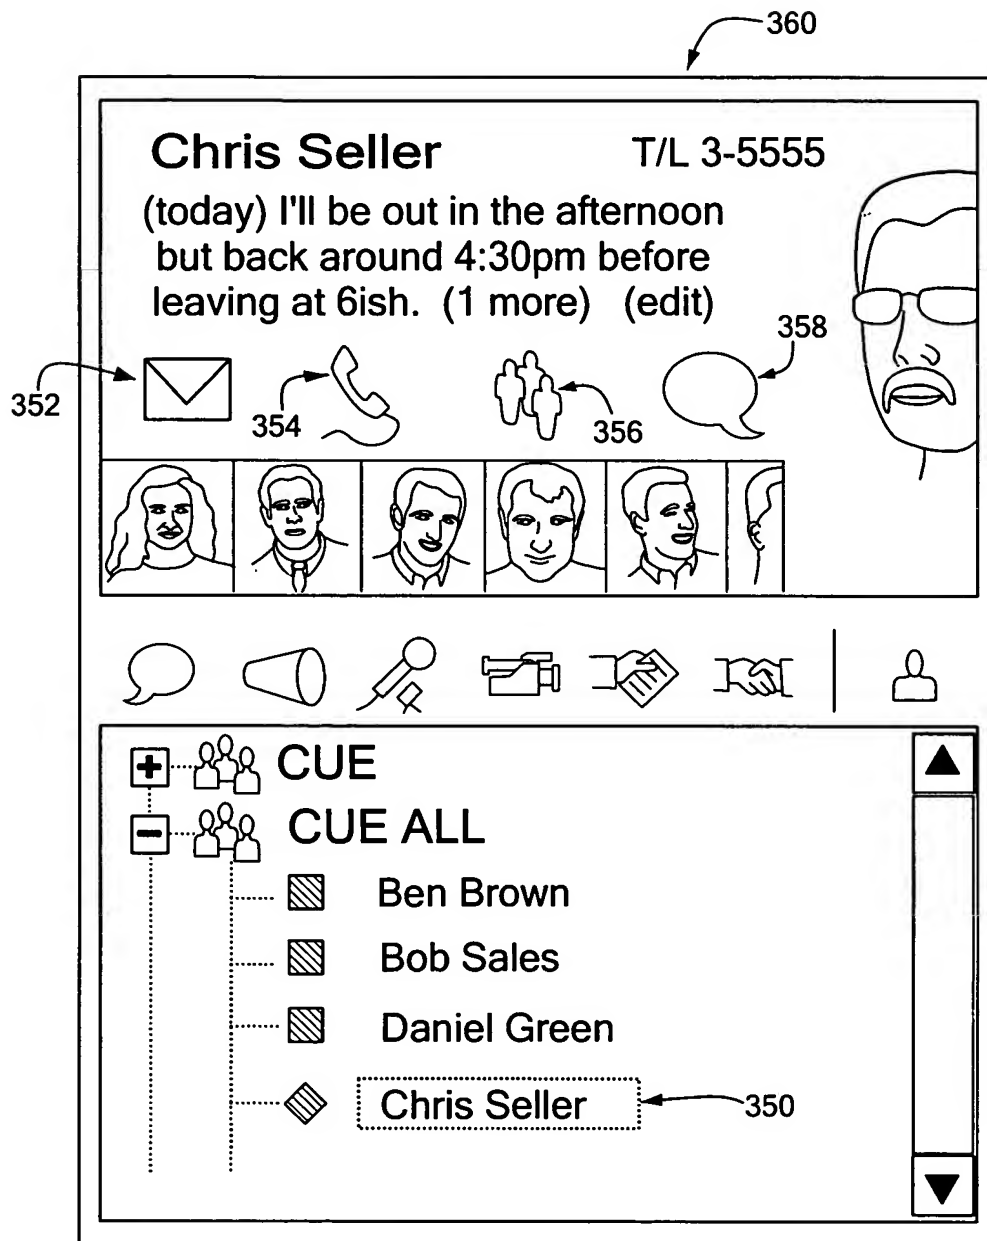 360
Chris Seller T/L 3-5555
(today) I'll be out in the afternoon
but back around 4:30pm before
leaving at 6ish. (1 more) (edit)
358
352
354
356
CUE
CUE ALL
Ben Brown
Bob Sales
Daniel Green
Chris Seller
350